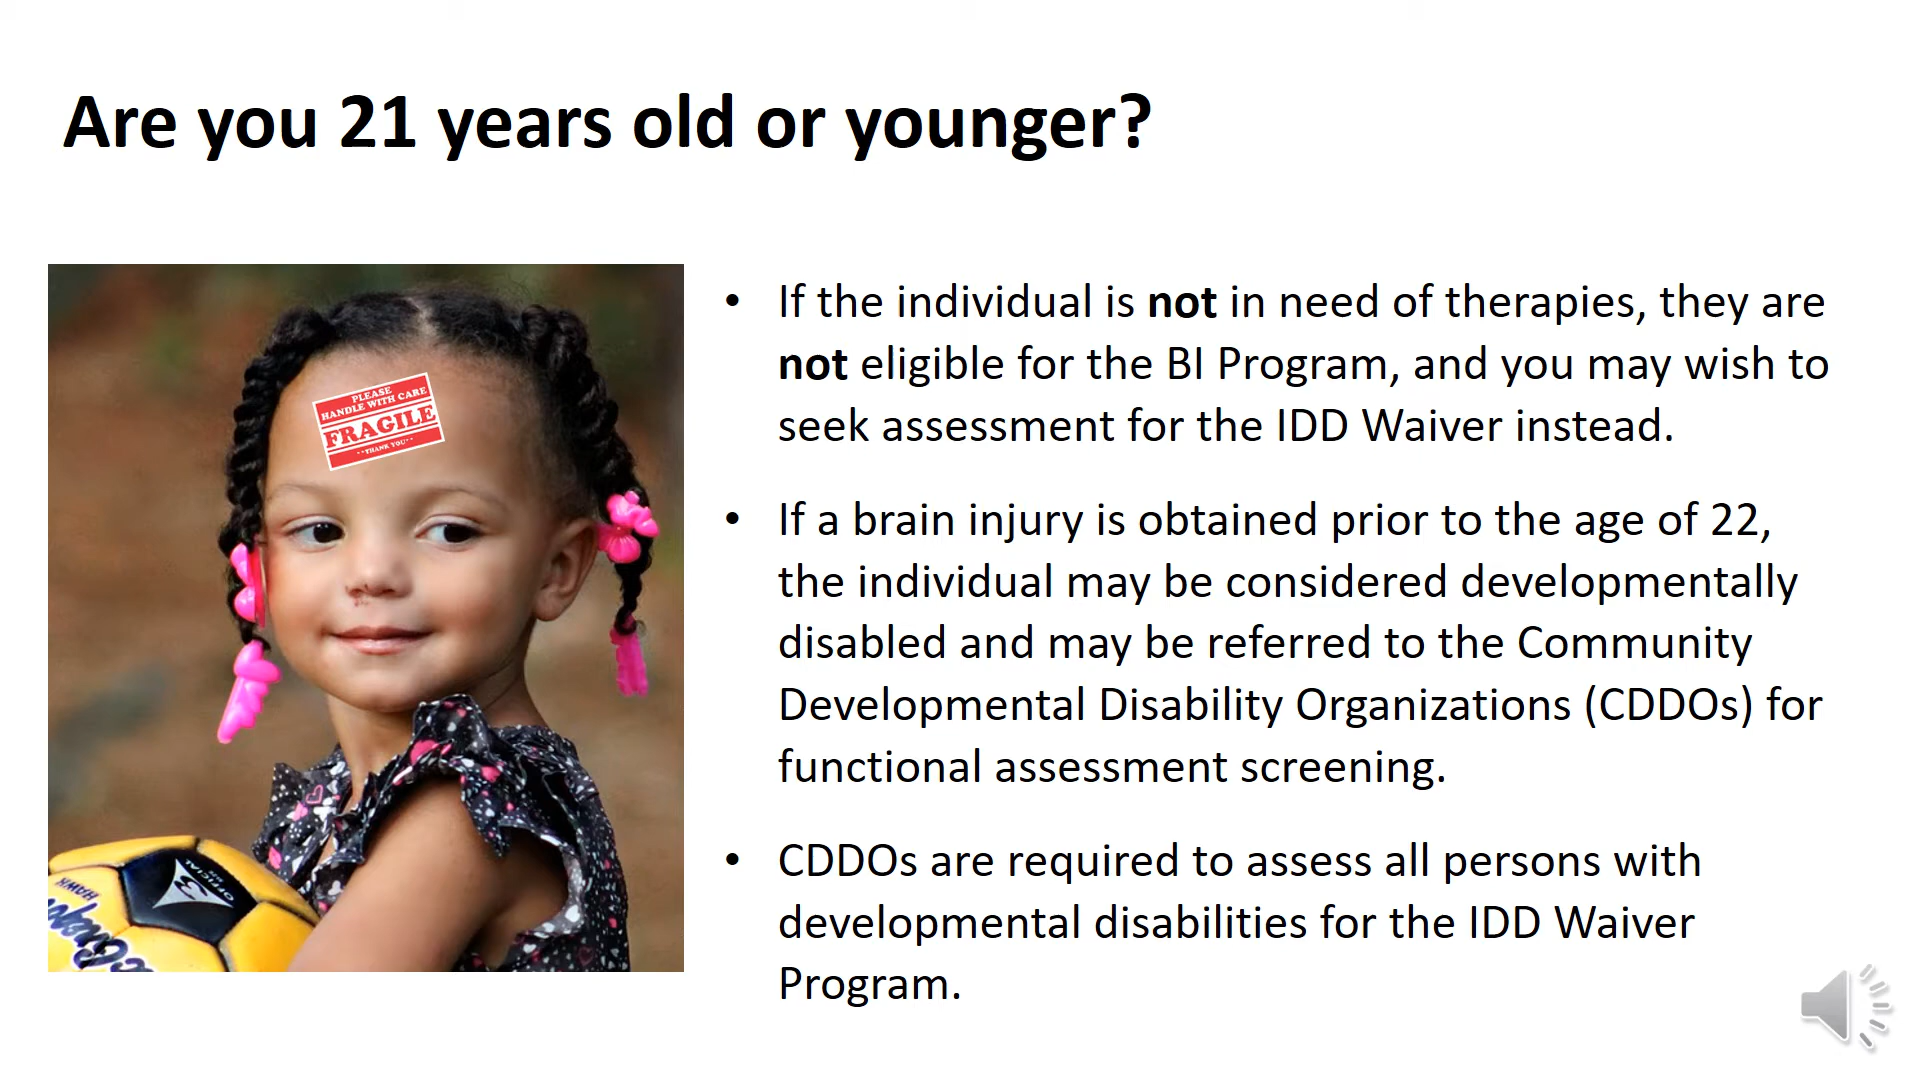 Are you 21 years old or younger?
PLEASE
HANDLE WITH CARE
FRAGILE
**THANK YOU**
OFFICIAL
3
HAWK
• If the individual is not in need of therapies, they are
not eligible for the BI Program, and you may wish to
seek assessment for the IDD Waiver instead.
• If a brain injury is obtained prior to the age of 22,
the individual may be considered developmentally
disabled and may be referred to the Community
Developmental Disability Organizations (CDDOs) for
functional assessment screening.
• CDDOs are required to assess all persons with
developmental disabilities for the IDD Waiver
Program.